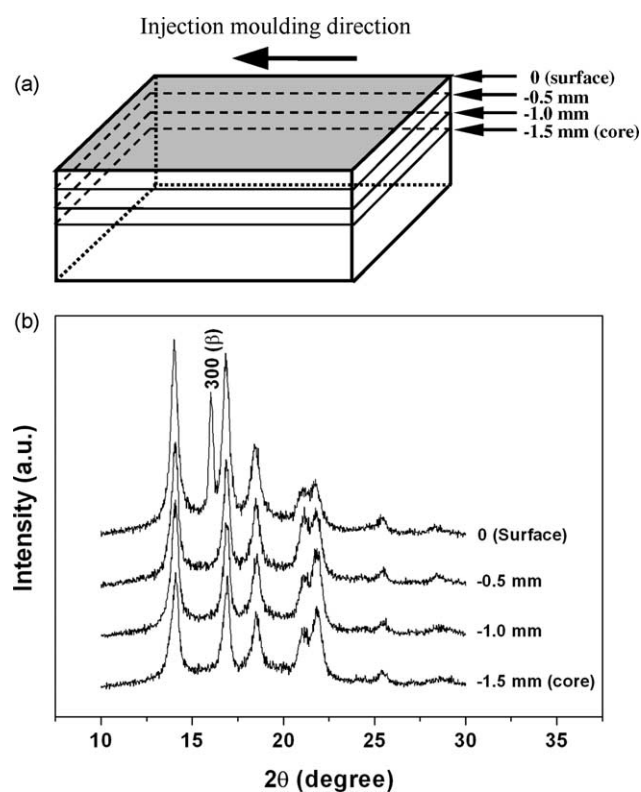 Injection moulding direction
(a)
0 (surface)
-0.5 mm
-1.0 mm
-1.5 mm (core)
(b)
300 (β)
0 (Surface)
-0.5 mm
-1.0 mm
-1.5 mm (core)
Intensity (a.u.)
10 15 20 25 30 35
2θ (degree)